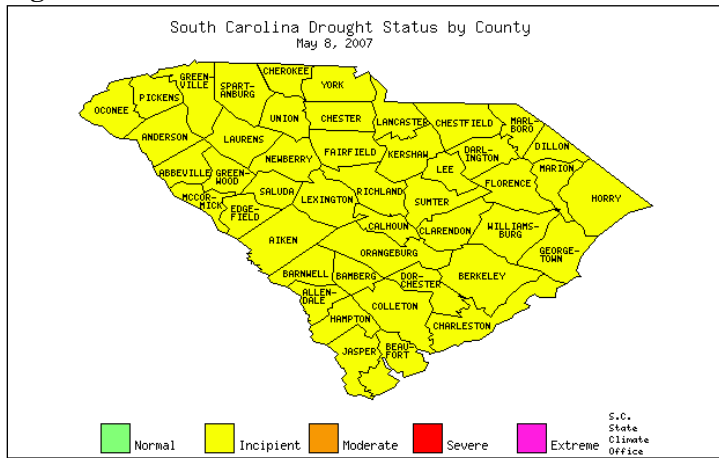 South Carolina Drought Status by County
May 8, 2007
CHEROKEE
GREEN-
VILLE
SPART-
ANBURG
YORK
PICKENS
OCONEE
UNION
CHESTER
LANCASTER
CHESTFIELD
MARL-
BORO
ANDERSON
LAURENS
DILLON
FAIRFIELD
KERSHAW
DARL-
INGTON
NEWBERRY
LEE
MARION
ABBEVILLE
GREEN-
WOOD
FLORENCE
SALUDA
RICHLAND
MCCOR-
MICK
LEXINGTON
SUMTER
HORRY
EDGE-
FIELD
CALHOUN
CLARENDON
WILLIAMS-
BURG
AIKEN
ORANGEBURG
GEORGE-
TOWN
BARNWELL
BAMBERG
DOR-
CHESTER
BERKELEY
ALLEN-
DALE
COLLETON
HAMPTON
CHARLESTON
JASPER
BEAU-
FORT
Normal
Incipient
Moderate
Severe
Extreme
S.C.
State
Climate
Office